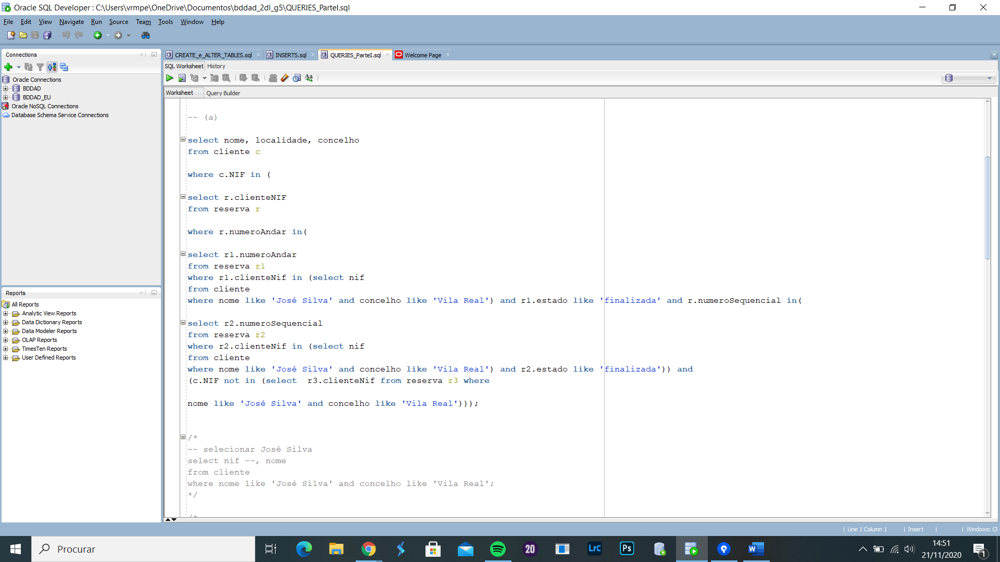 Oracle SQL Developer : C:\Users\vrmpe\OneDrive\Documentos\bddad_2dl_g5\QUERIES_ParteI.sql
File Edit View Navigate Run Source Team Tools Window Help
Connections
CREATE_e_ALTER_TABLES.sql INSERTS.sql QUERIES_ParteI.sql Welcome Page
SQL Worksheet History
Oracle Connections
BDDAD
BDDAD_EU
Oracle NoSQL Connections
Database Schema Service Connections
Worksheet Query Builder
-- (a)
select nome, localidade, concelho
from cliente c
where c.NIF in (
select r.clienteNIF
from reserva r
where r.numeroAndar in(
select r1.numeroAndar
from reserva r1
where r1.clienteNif in (select nif
from cliente
where nome like 'José Silva' and concelho like 'Vila Real') and r1.estado like 'finalizada' and r.numeroSequencial in(
select r2.numeroSequencial
from reserva r2
where r2.clienteNif in (select nif
from cliente
where nome like 'José Silva' and concelho like 'Vila Real') and r2.estado like 'finalizada')) and
(c.NIF not in (select  r3.clienteNif from reserva r3 where
nome like 'José Silva' and concelho like 'Vila Real')));
/*
-- selecionar José Silva
select nif --, nome
from cliente
where nome like 'José Silva' and concelho like 'Vila Real';
*/
/*
Reports
All Reports
Analytic View Reports
Data Dictionary Reports
Data Modeler Reports
OLAP Reports
TimesTen Reports
User Defined Reports
Line 1 Column 1 Insert Windows: CF
Procurar
20
LrC
Ps
W
14:51
21/11/2020
1